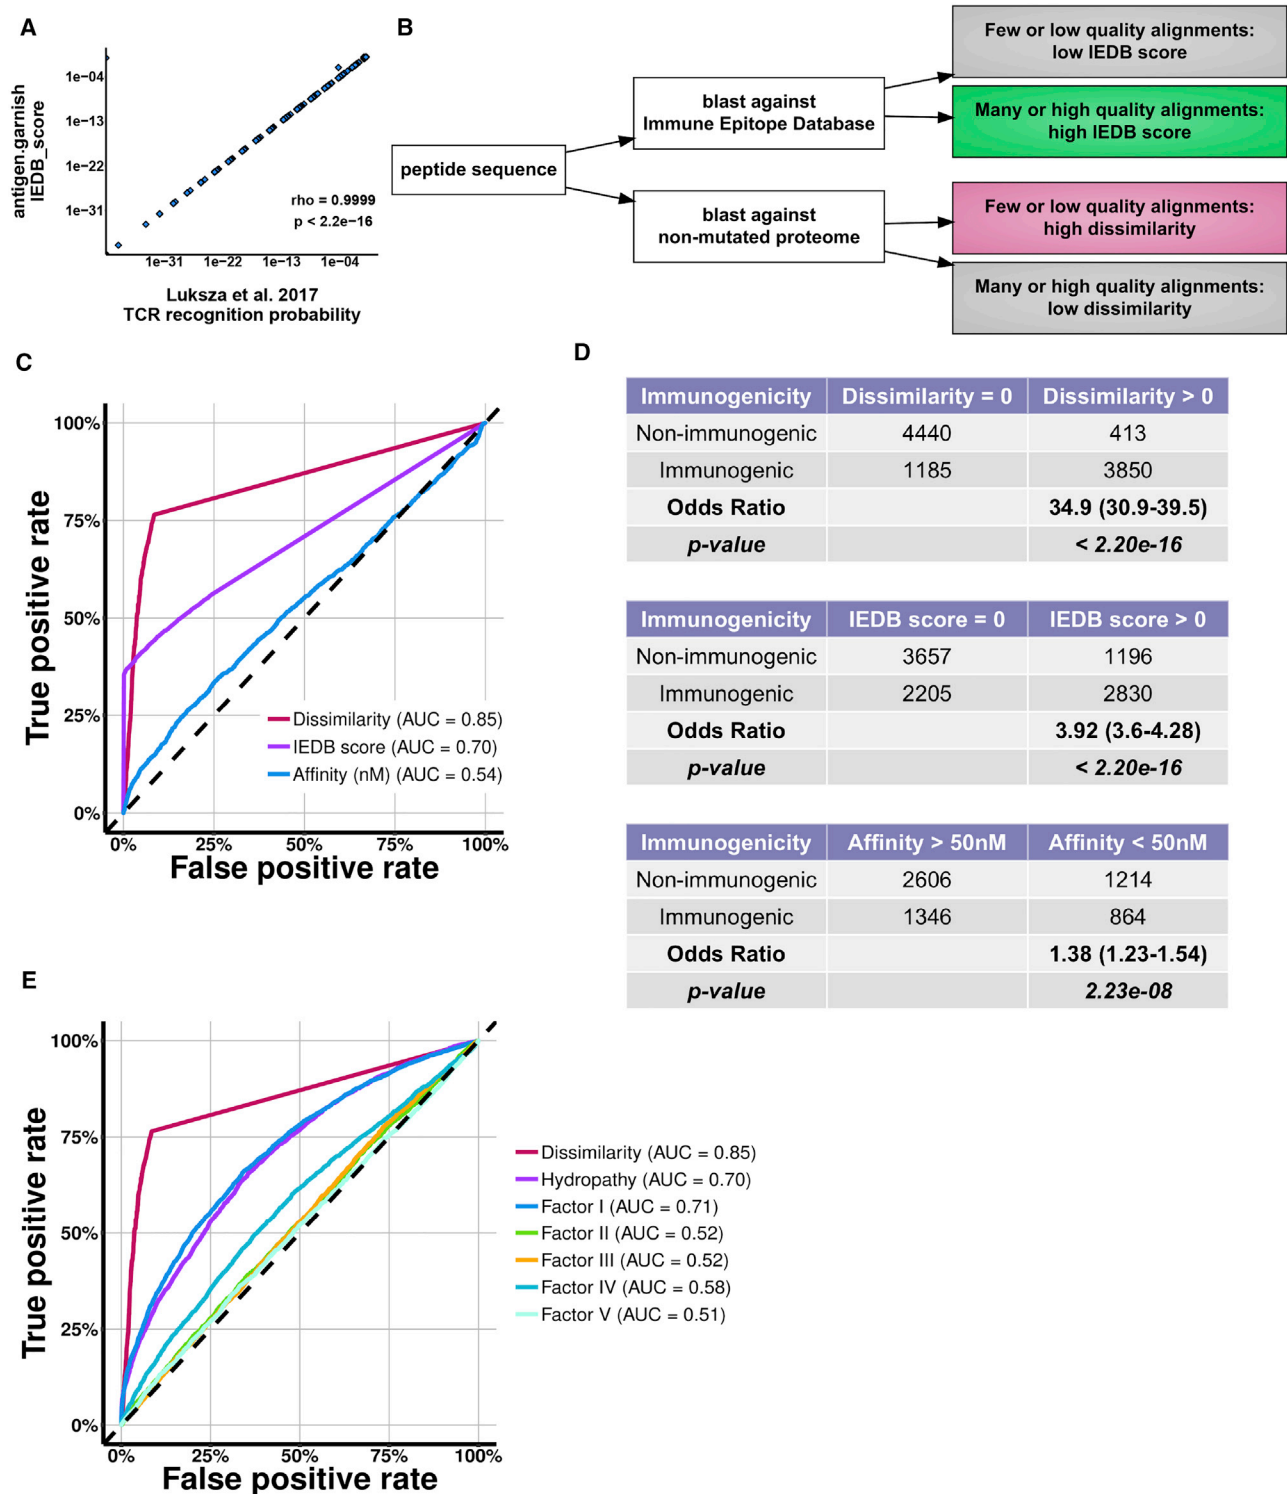 A
antigen.garnish
IEDB_score
1e−04
1e−13
1e−22
1e−31
rho = 0.9999
p < 2.2e−16
1e−31 1e−22 1e−13 1e−04
Luksza et al. 2017
TCR recognition probability
B
peptide sequence
blast against
Immune Epitope Database
blast against
non-mutated proteome
Few or low quality alignments:
low IEDB score
Many or high quality alignments:
high IEDB score
Few or low quality alignments:
high dissimilarity
Many or high quality alignments:
low dissimilarity
C
True positive rate
100%
75%
50%
25%
0%
Dissimilarity (AUC = 0.85)
IEDB score (AUC = 0.70)
Affinity (nM) (AUC = 0.54)
0% 25% 50% 75% 100%
False positive rate
D
Immunogenicity Dissimilarity = 0 Dissimilarity > 0
Non-immunogenic 4440 413
Immunogenic 1185 3850
Odds Ratio 34.9 (30.9-39.5)
p-value < 2.20e-16
Immunogenicity IEDB score = 0 IEDB score > 0
Non-immunogenic 3657 1196
Immunogenic 2205 2830
Odds Ratio 3.92 (3.6-4.28)
p-value < 2.20e-16
Immunogenicity Affinity > 50nM Affinity < 50nM
Non-immunogenic 2606 1214
Immunogenic 1346 864
Odds Ratio 1.38 (1.23-1.54)
p-value 2.23e-08
E
True positive rate
100%
75%
50%
25%
0%
0% 25% 50% 75% 100%
False positive rate
Dissimilarity (AUC = 0.85)
Hydropathy (AUC = 0.70)
Factor I (AUC = 0.71)
Factor II (AUC = 0.52)
Factor III (AUC = 0.52)
Factor IV (AUC = 0.58)
Factor V (AUC = 0.51)